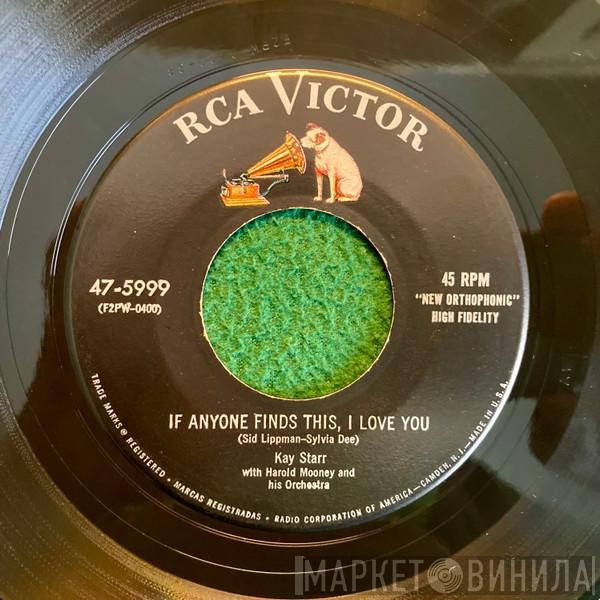 RCA VICTOR
47-5999
(F2PW-0400)
45 RPM
"NEW ORTHOPHONIC"
HIGH FIDELITY
IF ANYONE FINDS THIS, I LOVE YOU
(Sid Lippman-Sylvia Dee)
Kay Starr
with Harold Mooney and
his Orchestra
TRADE MARKS ® REGISTERED • MARCAS REGISTRADAS • RADIO CORPORATION OF AMERICA—CAMDEN, N.J.—MADE IN U.S.A.
МАРКЕТ ВИНИЛА